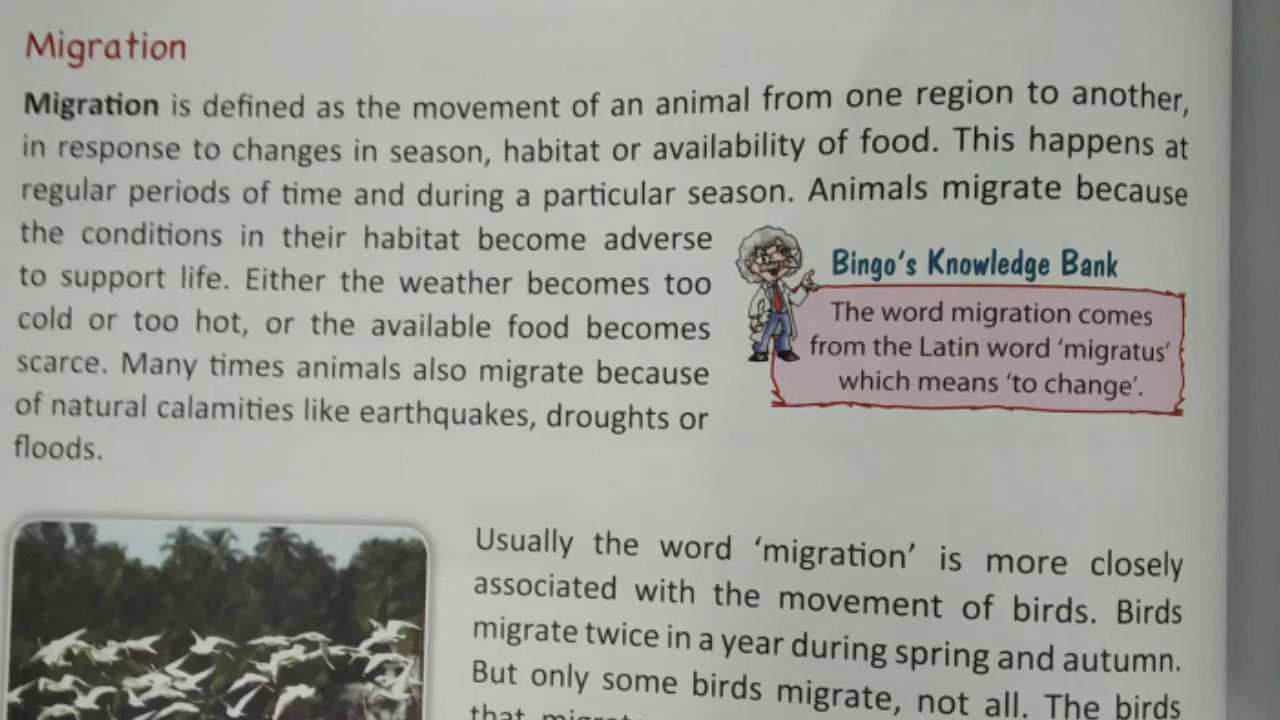 Migration
Migration is defined as the movement of an animal from one region to another,
in response to changes in season, habitat or availability of food. This happens at
regular periods of time and during a particular season. Animals migrate because
the conditions in their habitat become adverse
to support life. Either the weather becomes too
cold or too hot, or the available food becomes
scarce. Many times animals also migrate because
of natural calamities like earthquakes, droughts or
floods.
Bingo's Knowledge Bank
The word migration comes
from the Latin word 'migratus'
which means 'to change'.
Usually the word 'migration' is more closely
associated with the movement of birds. Birds
migrate twice in a year during spring and autumn.
But only some birds migrate, not all. The birds
that